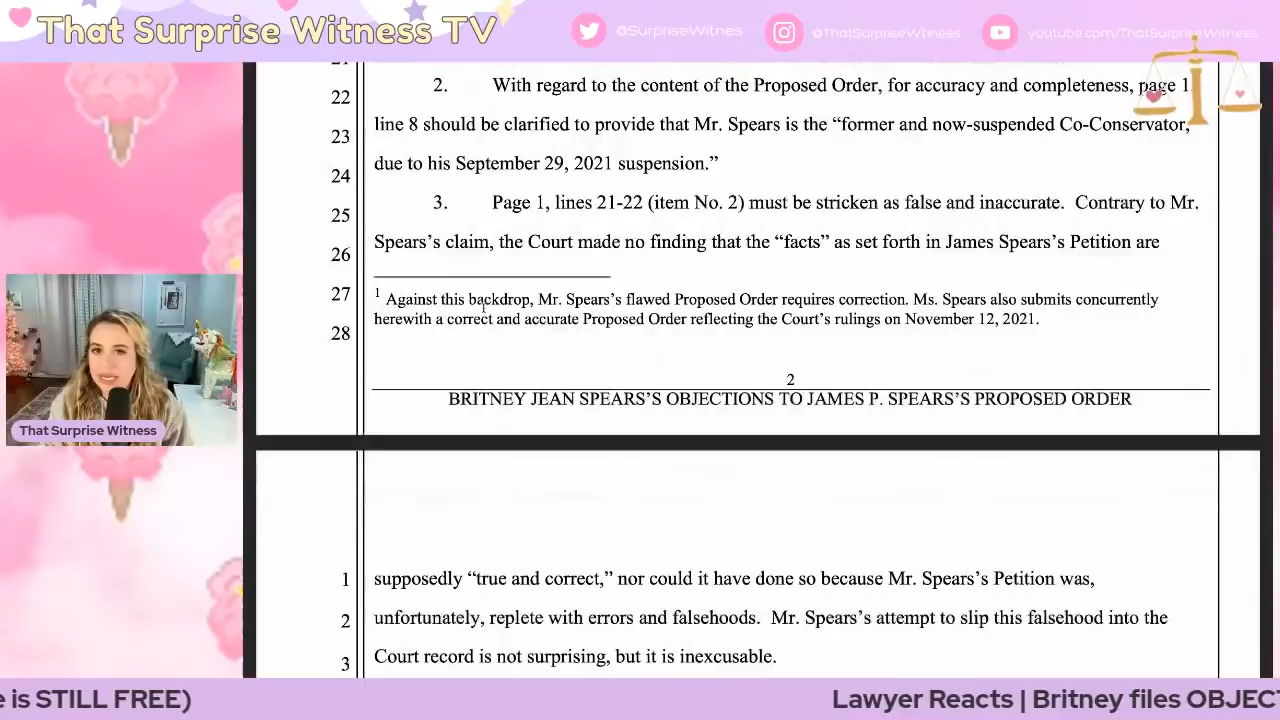 That Surprise Witness TV
@SurpriseWitnes
@ThatSurpriseWtiness
youtube.com/ThatSurpriseWitness
22
2. With regard to the content of the Proposed Order, for accuracy and completeness, page 1
23
line 8 should be clarified to provide that Mr. Spears is the “former and now-suspended Co-Conservator,
24
due to his September 29, 2021 suspension.”
25
3. Page 1, lines 21-22 (item No. 2) must be stricken as false and inaccurate. Contrary to Mr.
26
Spears’s claim, the Court made no finding that the “facts” as set forth in James Spears’s Petition are
27
1 Against this backdrop, Mr. Spears’s flawed Proposed Order requires correction. Ms. Spears also submits concurrently
28
herewith a correct and accurate Proposed Order reflecting the Court’s rulings on November 12, 2021.
2
BRITNEY JEAN SPEARS’S OBJECTIONS TO JAMES P. SPEARS’S PROPOSED ORDER
1
supposedly “true and correct,” nor could it have done so because Mr. Spears’s Petition was,
2
unfortunately, replete with errors and falsehoods. Mr. Spears’s attempt to slip this falsehood into the
3
Court record is not surprising, but it is inexcusable.
That Surprise Witness
e is STILL FREE)
Lawyer Reacts | Britney files OBJEC